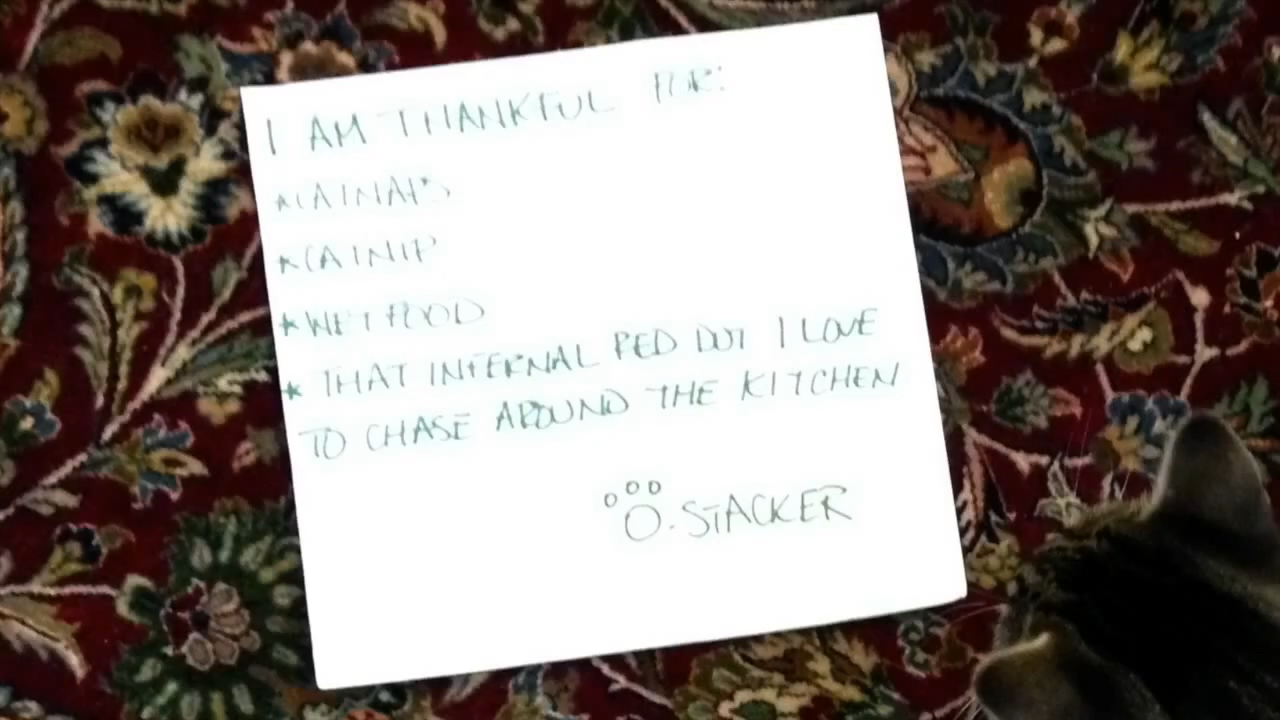 I AM THANKFUL FOR:
* CATNAPS
* CATNIP
* WET FOOD
* THAT INFERNAL RED DOT I LOVE
TO CHASE AROUND THE KITCHEN
. STACKER